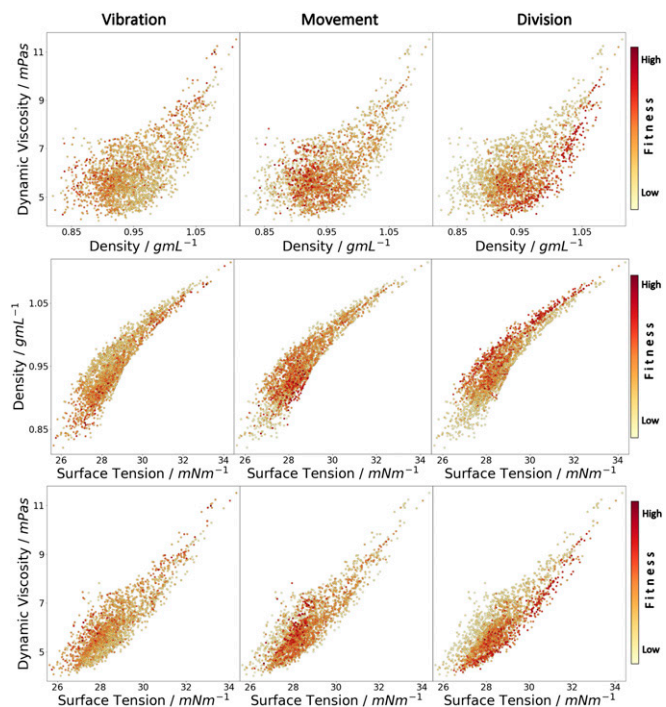 Vibration Movement Division
Dynamic Viscosity / mPas
11
9
7
5
0.85 0.95 1.05 0.85 0.95 1.05 0.85 0.95 1.05
Density / gmL⁻¹ Density / gmL⁻¹ Density / gmL⁻¹
High
Fitness
Low
Density / gmL⁻¹
1.05
0.95
0.85
26 28 30 32 34 26 28 30 32 34 26 28 30 32 34
Surface Tension / mNm⁻¹ Surface Tension / mNm⁻¹ Surface Tension / mNm⁻¹
High
Fitness
Low
Dynamic Viscosity / mPas
11
9
7
5
26 28 30 32 34 26 28 30 32 34 26 28 30 32 34
Surface Tension / mNm⁻¹ Surface Tension / mNm⁻¹ Surface Tension / mNm⁻¹
High
Fitness
Low